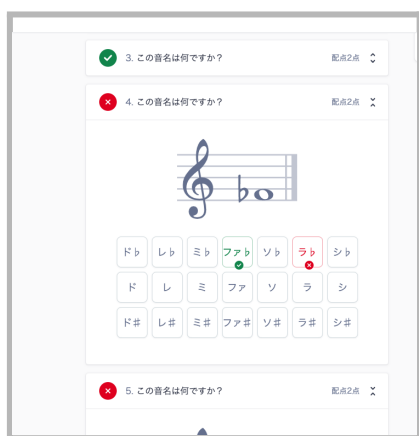 3. この音名は何ですか？ 配点2点
4. この音名は何ですか？ 配点2点
ド♭ レ♭ ミ♭ ファ♭ ソ♭ ラ♭ シ♭
ド レ ミ ファ ソ ラ シ
ド♯ レ♯ ミ♯ ファ♯ ソ♯ ラ♯ シ♯
5. この音名は何ですか？ 配点2点